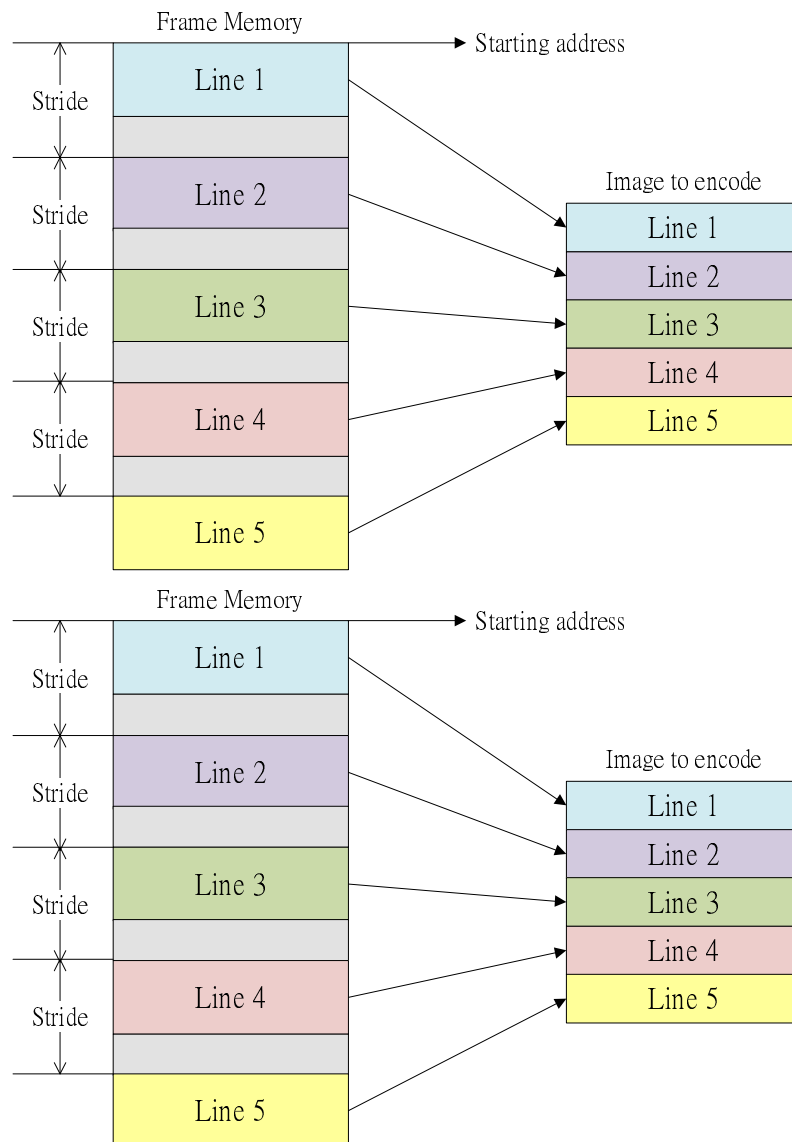 Frame Memory
Starting address
Line 1
Stride
Line 2
Stride
Line 3
Stride
Line 4
Stride
Line 5
Image to encode
Line 1
Line 2
Line 3
Line 4
Line 5
Frame Memory
Starting address
Line 1
Stride
Line 2
Stride
Line 3
Stride
Line 4
Stride
Line 5
Image to encode
Line 1
Line 2
Line 3
Line 4
Line 5